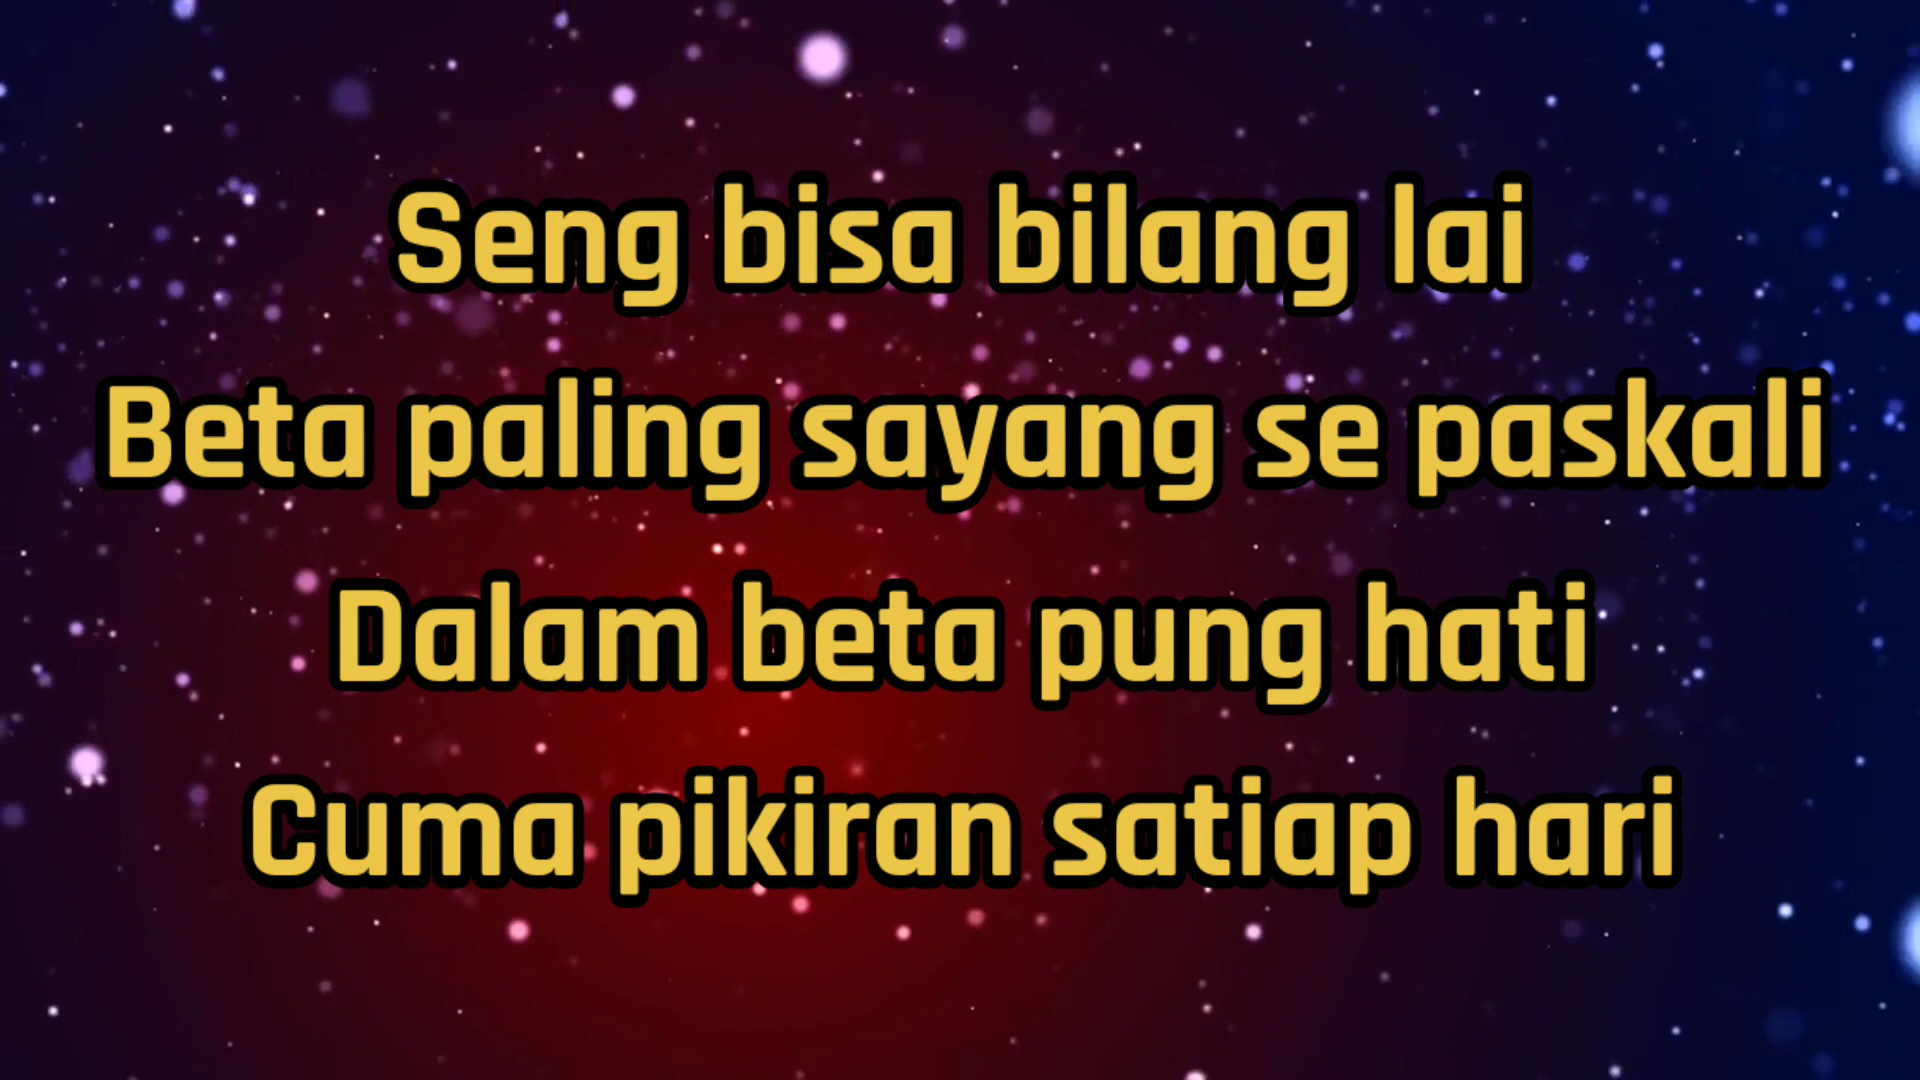 Seng bisa bilang lai
Beta paling sayang se paskali
Dalam beta pung hati
Cuma pikiran satiap hari